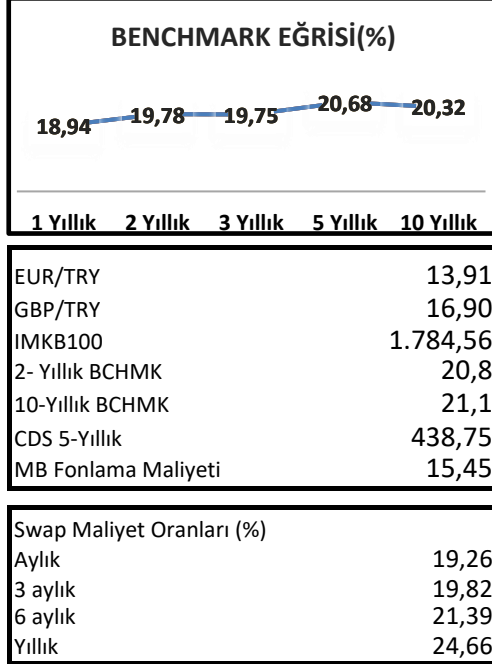 BENCHMARK EĞRİSİ(%)
18,94 19,78 19,75 20,68 20,32
1 Yıllık 2 Yıllık 3 Yıllık 5 Yıllık 10 Yıllık
EUR/TRY 13,91
GBP/TRY 16,90
IMKB100 1.784,56
2- Yıllık BCHMK 20,8
10-Yıllık BCHMK 21,1
CDS 5-Yıllık 438,75
MB Fonlama Maliyeti 15,45
Swap Maliyet Oranları (%)
Aylık 19,26
3 aylık 19,82
6 aylık 21,39
Yıllık 24,66